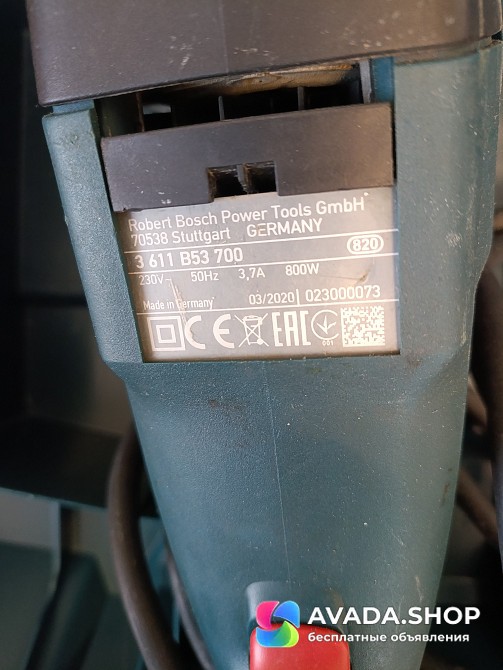 Robert Bosch Power Tools GmbH
70538 Stuttgart GERMANY
3 611 B53 700 820
230V~ 50Hz 3,7A 800W
Made in Germany 03/2020 | 023000073
CE EAC
001
AVADA.SHOP
бесплатные объявления